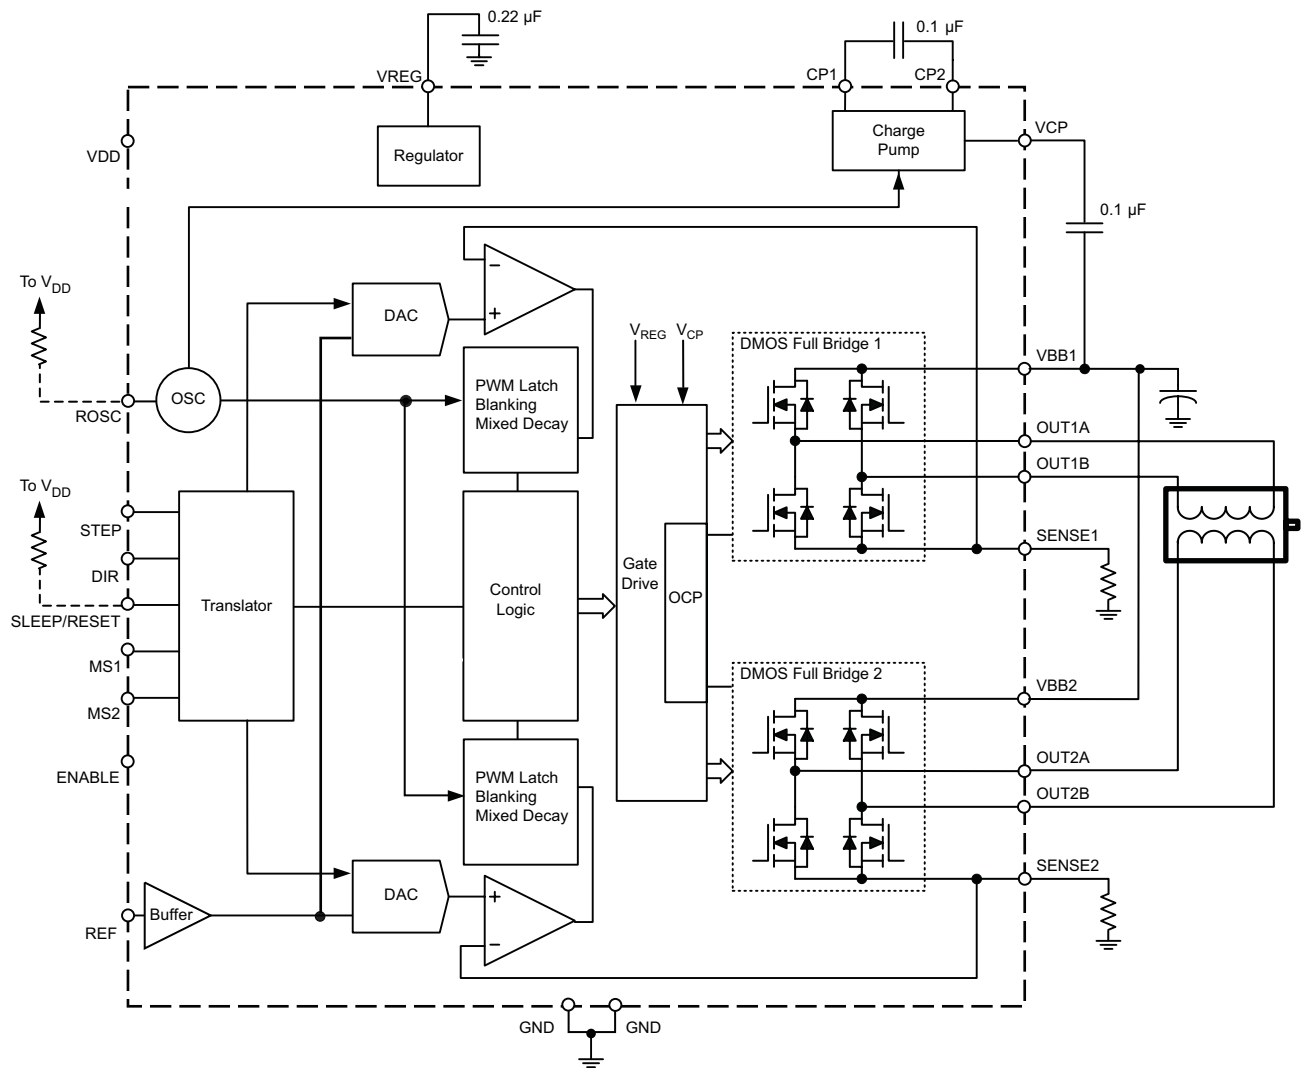 0.22 µF
0.1 µF
VREG
CP1
CP2
Charge
Pump
VCP
VDD
Regulator
0.1 µF
To VDD
DAC
−
+
VREG
VCP
DMOS Full Bridge 1
VBB1
PWM Latch
Blanking
Mixed Decay
OSC
ROSC
OUT1A
OUT1B
To VDD
STEP
SENSE1
DIR
Gate
Drive
OCP
Control
Logic
Translator
SLEEP/RESET
MS1
DMOS Full Bridge 2
VBB2
MS2
OUT2A
ENABLE
PWM Latch
Blanking
Mixed Decay
OUT2B
SENSE2
DAC
+
−
Buffer
REF
GND
GND